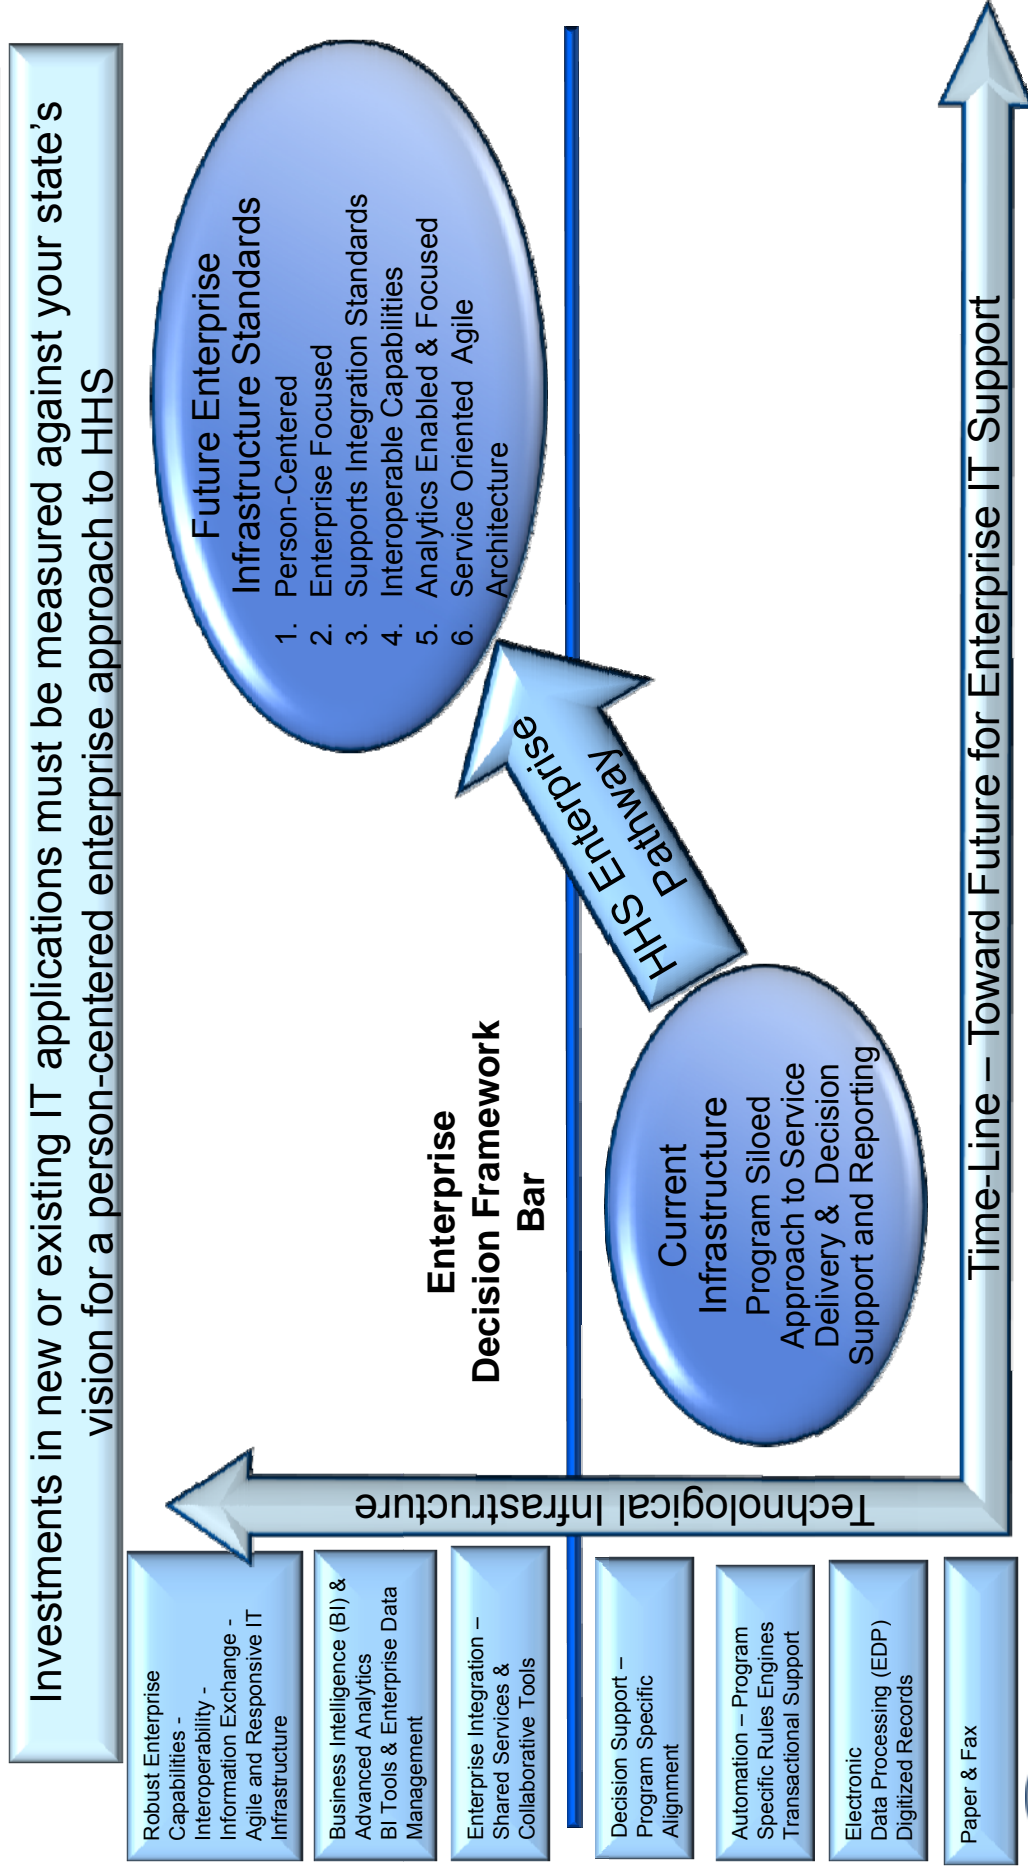 Investments in new or existing IT applications must be measured against your state’s
vision for a person-centered enterprise approach to HHS
Robust Enterprise
Capabilities -
Interoperability -
Information Exchange -
Agile and Responsive IT
Infrastructure
Business Intelligence (BI) &
Advanced Analytics
BI Tools & Enterprise Data
Management
Enterprise Integration –
Shared Services &
Collaborative Tools
Decision Support –
Program Specific
Alignment
Automation – Program
Specific Rules Engines
Transactional Support
Electronic
Data Processing (EDP)
Digitized Records
Paper & Fax
Technological Infrastructure
Enterprise
Decision Framework
Bar
Current
Infrastructure
Program Siloed
Approach to Service
Delivery & Decision
Support and Reporting
HHS Enterprise
Pathway
Future Enterprise
Infrastructure Standards
1. Person-Centered
2. Enterprise Focused
3. Supports Integration Standards
4. Interoperable Capabilities
5. Analytics Enabled & Focused
6. Service Oriented Agile
Architecture
Time-Line – Toward Future for Enterprise IT Support